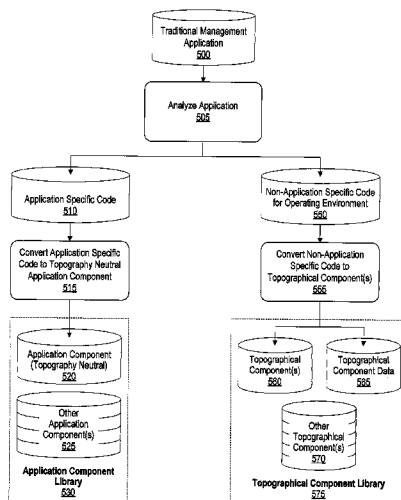 Traditional Management
Application
500
Analyze Application
505
Application Specific Code
510
Non-Application Specific Code
for Operating Environment
550
Convert Application Specific
Code to Topography Neutral
Application Component
515
Convert Non-Application
Specific Code to
Topographical Component(s)
555
Application Component
(Topography Neutral)
520
Topographical
Component(s)
560
Topographical
Component Data
565
Other
Application
Component(s)
525
Other
Topographical
Component(s)
570
Application Component
Library
530
Topographical Component Library
575